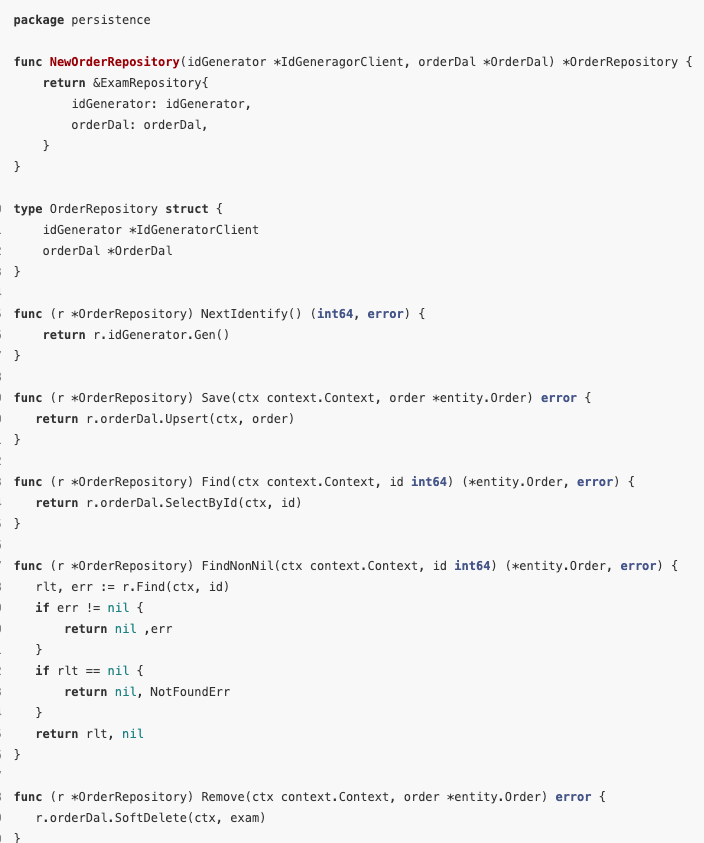 package persistence
func NewOrderRepository(idGenerator *IdGeneragorClient, orderDal *OrderDal) *OrderRepository {
    return &ExamRepository{
        idGenerator: idGenerator,
        orderDal: orderDal,
    }
}
type OrderRepository struct {
    idGenerator *IdGeneratorClient
    orderDal *OrderDal
}
func (r *OrderRepository) NextIdentify() (int64, error) {
    return r.idGenerator.Gen()
}
func (r *OrderRepository) Save(ctx context.Context, order *entity.Order) error {
   return r.orderDal.Upsert(ctx, order)
}
func (r *OrderRepository) Find(ctx context.Context, id int64) (*entity.Order, error) {
   return r.orderDal.SelectById(ctx, id)
}
func (r *OrderRepository) FindNonNil(ctx context.Context, id int64) (*entity.Order, error) {
   rlt, err := r.Find(ctx, id)
   if err != nil {
       return nil ,err
   }
   if rlt == nil {
       return nil, NotFoundErr
   }
   return rlt, nil
}
func (r *OrderRepository) Remove(ctx context.Context, order *entity.Order) error {
   r.orderDal.SoftDelete(ctx, exam)
}